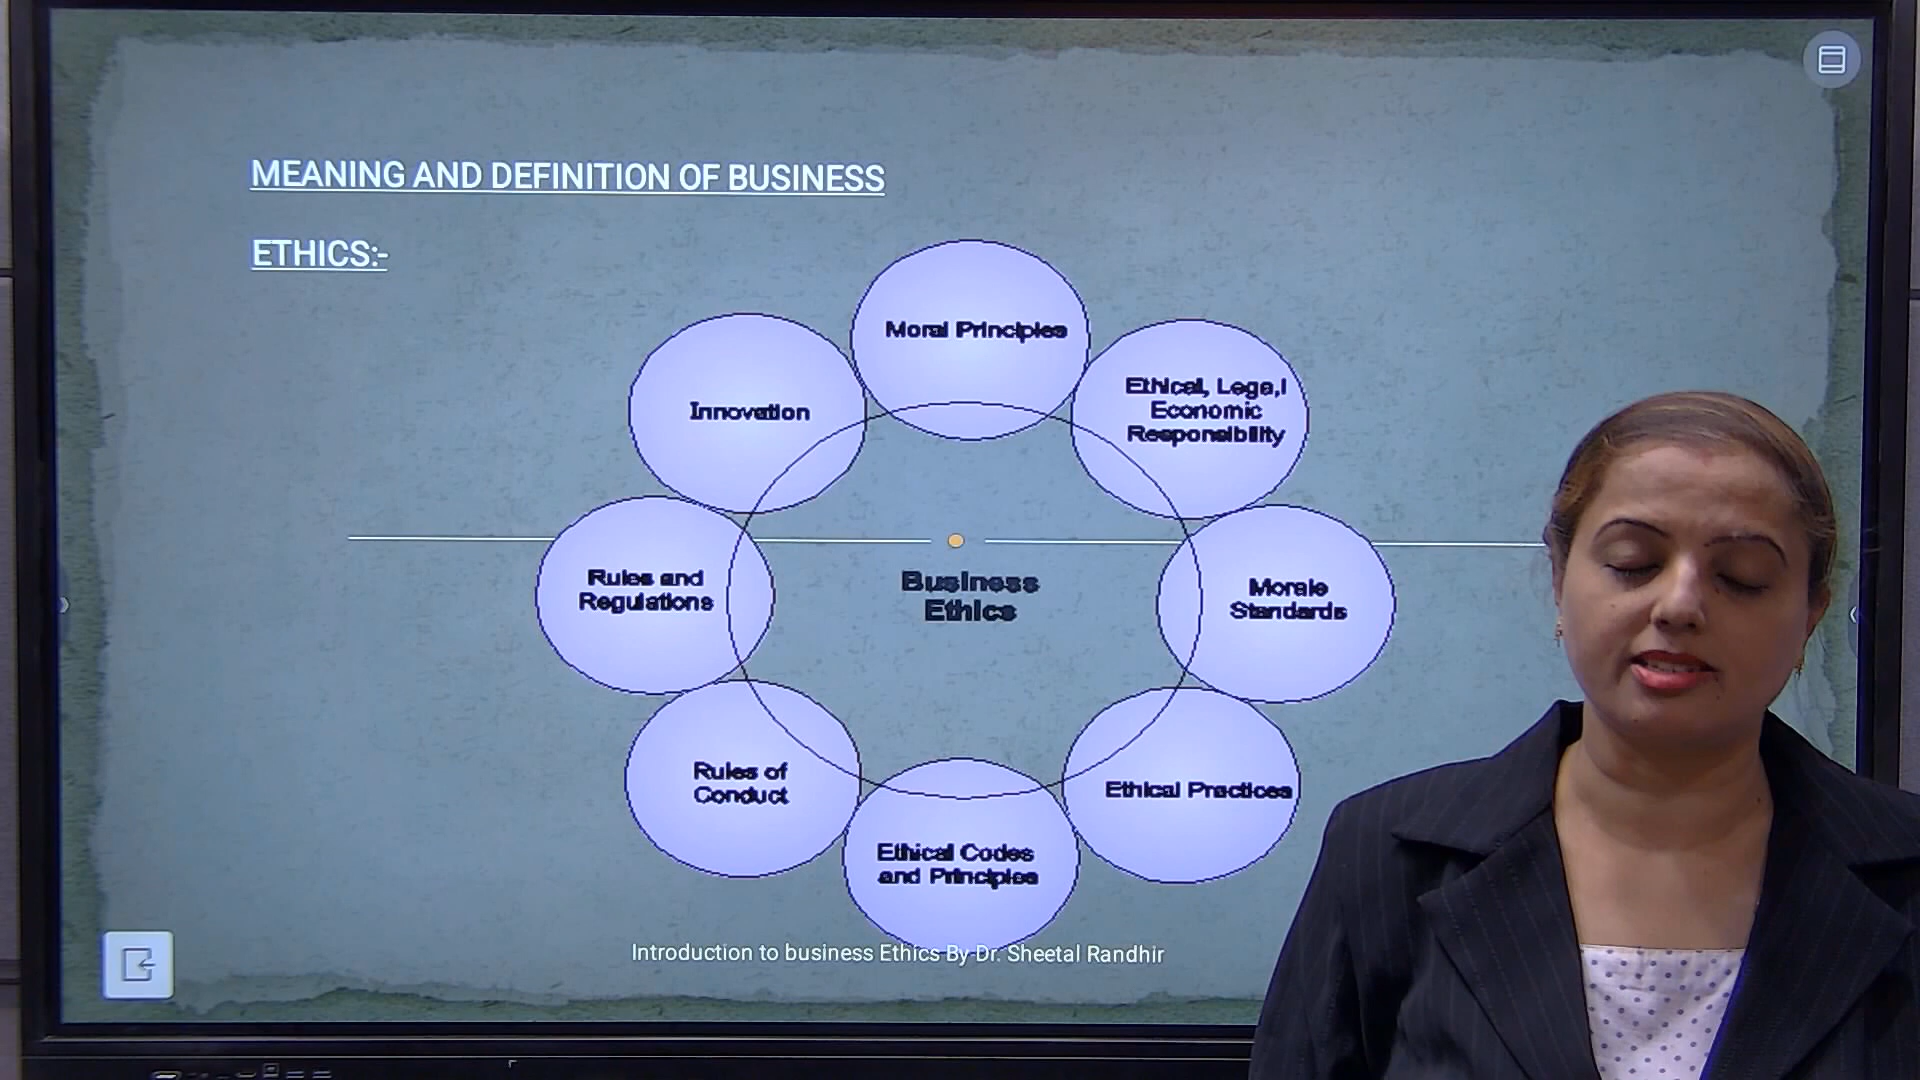 MEANING AND DEFINITION OF BUSINESS
ETHICS:-
Moral Principles
Ethical, Lega,l
Economic
Responsibility
Innovation
Rules and
Regulations
Business
Ethics
Morale
Standards
Rules of
Conduct
Ethical Practices
Ethical Codes
and Principles
Introduction to business Ethics By Dr. Sheetal Randhir